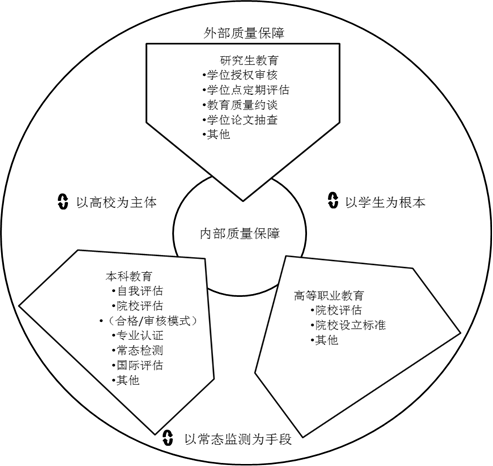 外部质量保障
研究生教育
•学位授权审核
•学位点定期评估
•教育质量约谈
•学位论文抽查
•其他
以高校为主体
以学生为根本
内部质量保障
本科教育
•自我评估
•院校评估
•（合格/审核模式）
•专业认证
•常态检测
•国际评估
•其他
高等职业教育
•院校评估
•院校设立标准
•其他
以常态监测为手段